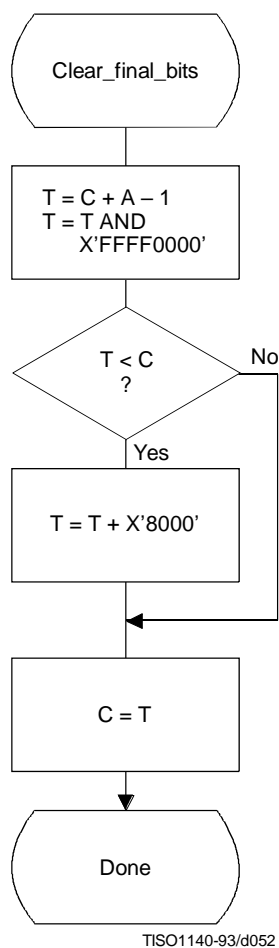 Clear_final_bits
T = C + A – 1
T = T AND
X’FFFF0000’
T < C
?
No
Yes
T = T + X’8000’
C = T
Done
TISO1140-93/d052